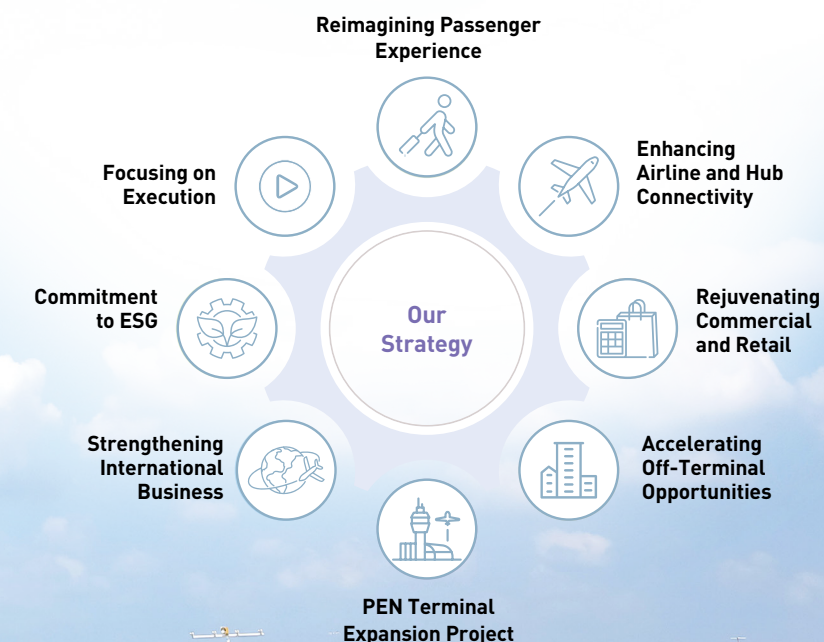 Reimagining Passenger
Experience
Enhancing
Airline and Hub
Connectivity
Rejuvenating
Commercial
and Retail
Accelerating
Off-Terminal
Opportunities
PEN Terminal
Expansion Project
Strengthening
International
Business
Commitment
to ESG
Focusing on
Execution
Our
Strategy